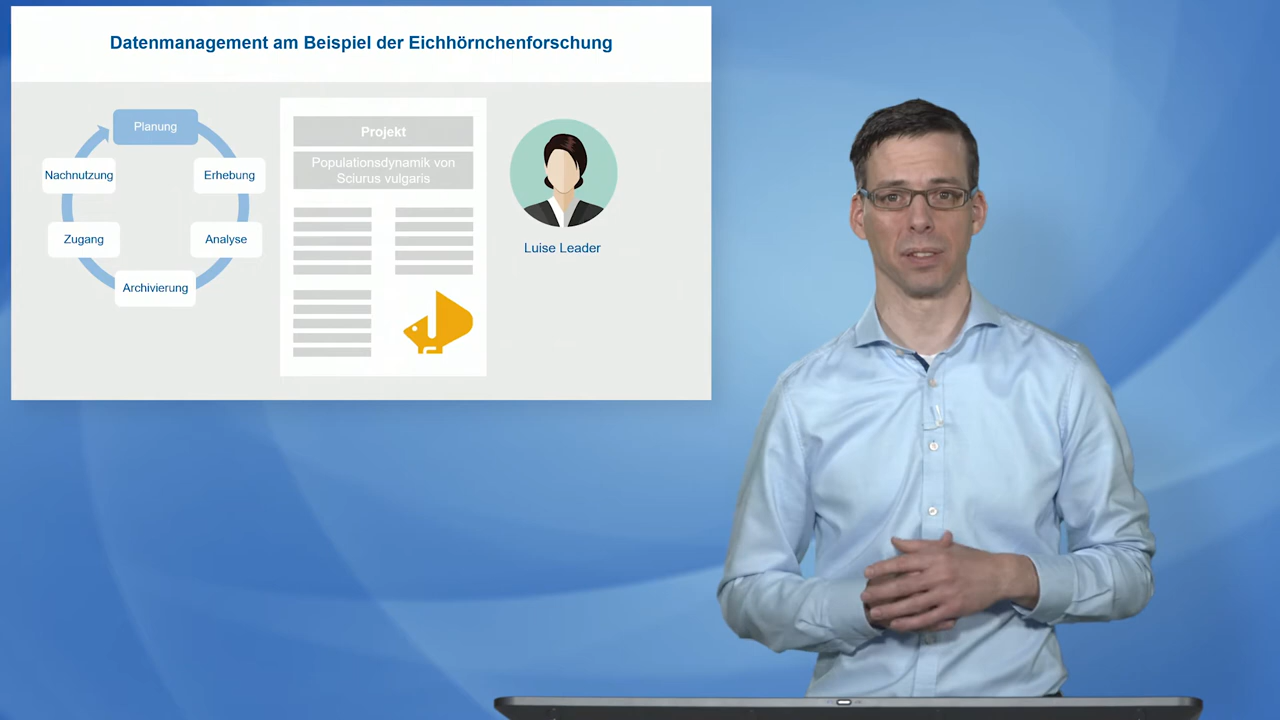 Datenmanagement am Beispiel der Eichhörnchenforschung
Planung
Nachnutzung
Erhebung
Zugang
Analyse
Archivierung
Projekt
Populationsdynamik von
Sciurus vulgaris
Luise Leader